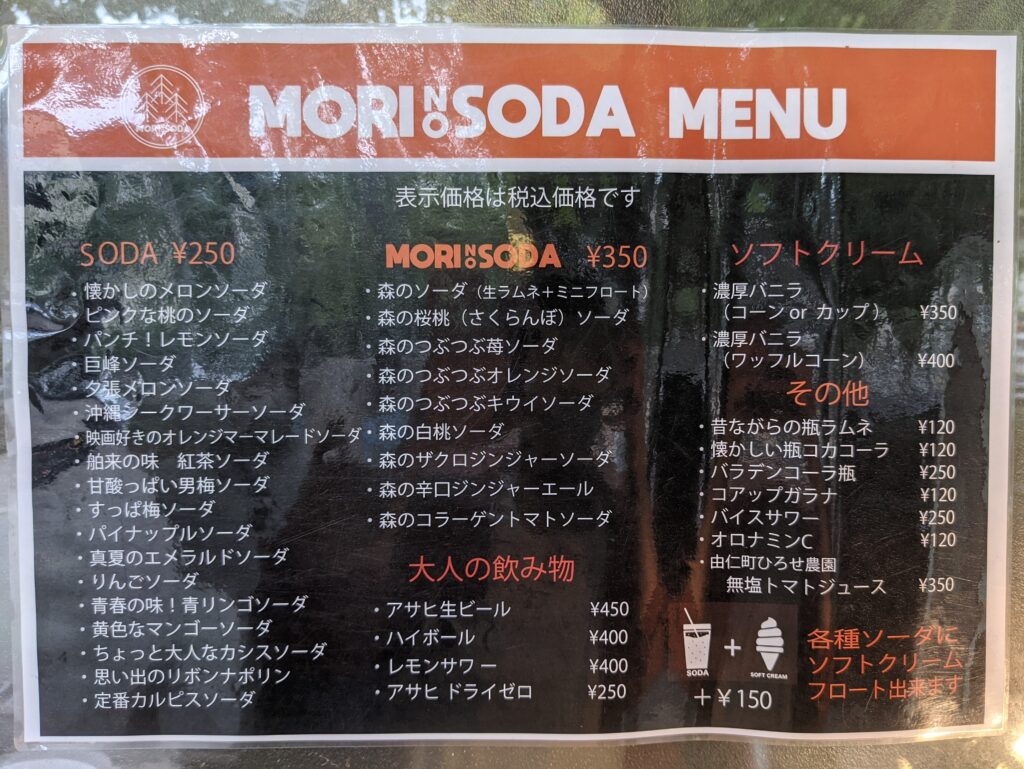 MORI NO SODA
MORI NO SODA MENU
表示価格は税込価格です
SODA ¥250
・懐かしのメロンソーダ
・ピンクな桃のソーダ
・パンチ！レモンソーダ
・巨峰ソーダ
・夕張メロンソーダ
・沖縄シークワーサーソーダ
・映画好きのオレンジマーマレードソーダ
・舶来の味　紅茶ソーダ
・甘酸っぱい男梅ソーダ
・すっぱ梅ソーダ
・パイナップルソーダ
・真夏のエメラルドソーダ
・りんごソーダ
・青春の味！青リンゴソーダ
・黄色なマンゴーソーダ
・ちょっと大人なカシスソーダ
・思い出のリボンナポリン
・定番カルピスソーダ
MORI NO SODA ¥350
・森のソーダ（生ラムネ＋ミニフロート）
・森の桜桃（さくらんぼ）ソーダ
・森のつぶつぶ苺ソーダ
・森のつぶつぶオレンジソーダ
・森のつぶつぶキウイソーダ
・森の白桃ソーダ
・森のザクロジンジャーソーダ
・森の辛口ジンジャーエール
・森のコラーゲントマトソーダ
大人の飲み物
・アサヒ生ビール ¥450
・ハイボール ¥400
・レモンサワー ¥400
・アサヒ ドライゼロ ¥250
ソフトクリーム
・濃厚バニラ
（コーン or カップ） ¥350
・濃厚バニラ
（ワッフルコーン） ¥400
その他
・昔ながらの瓶ラムネ ¥120
・懐かしい瓶コカコーラ ¥120
・バラデンコーラ瓶 ¥250
・コアップガラナ ¥120
・バイスサワー ¥250
・オロナミンC ¥120
・由仁町ひろせ農園
無塩トマトジュース ¥350
SODA + SOFT CREAM
＋¥150
各種ソーダに
ソフトクリーム
フロート出来ます